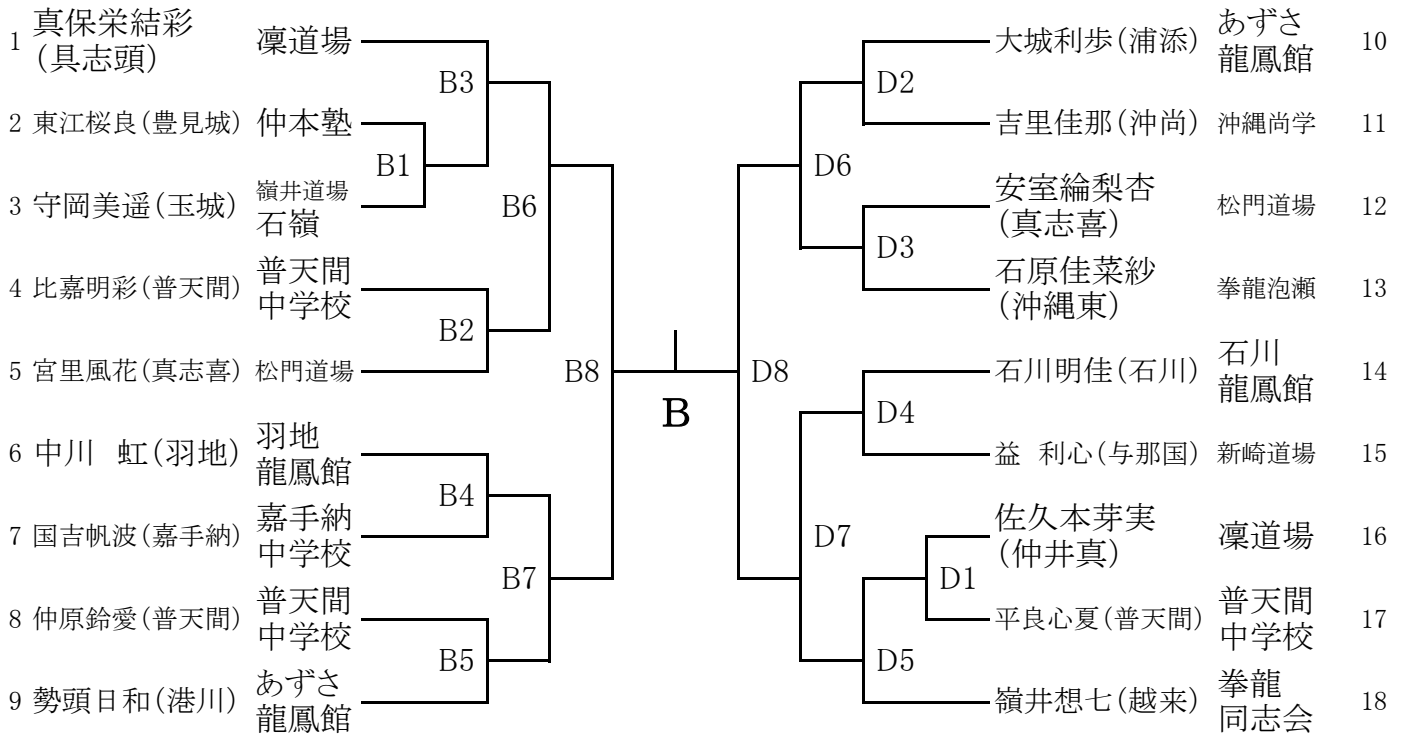 1 真保栄結彩
(具志頭) 凜道場
2 東江桜良(豊見城) 仲本塾
3 守岡美遥(玉城) 嶺井道場
石嶺
4 比嘉明彩(普天間) 普天間
中学校
5 宮里風花(真志喜) 松門道場
6 中川 虹(羽地) 羽地
龍鳳館
7 国吉帆波(嘉手納) 嘉手納
中学校
8 仲原鈴愛(普天間) 普天間
中学校
9 勢頭日和(港川) あずさ
龍鳳館
B3
B1
B6
B2
B8
B4
B7
B5
B
D2
D6
D3
D8
D4
D7
D1
D5
大城利歩(浦添) あずさ
龍鳳館 10
吉里佳那(沖尚) 沖縄尚学 11
安室綸梨杏
(真志喜) 松門道場 12
石原佳菜紗
(沖縄東) 拳龍泡瀬 13
石川明佳(石川) 石川
龍鳳館 14
益 利心(与那国) 新崎道場 15
佐久本芽実
(仲井真) 凜道場 16
平良心夏(普天間) 普天間
中学校 17
嶺井想七(越来) 拳龍
同志会 18